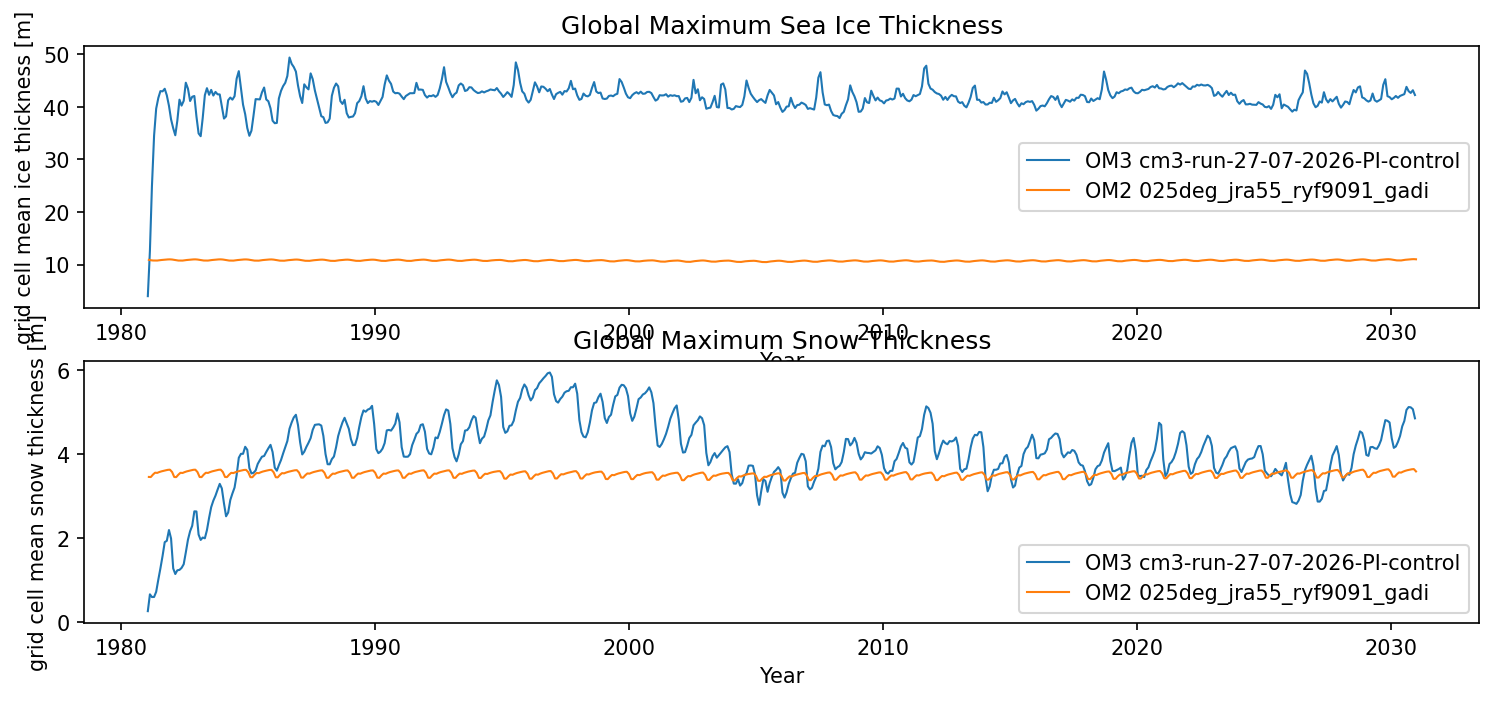 Global Maximum Sea Ice Thickness
grid cell mean ice thickness [m]
50
40
30
20
10
OM3 cm3-run-27-07-2026-PI-control
OM2 025deg_jra55_ryf9091_gadi
1980 1990 2000 2010 2020 2030
Year
Global Maximum Snow Thickness
grid cell mean snow thickness [m]
6
4
2
0
OM3 cm3-run-27-07-2026-PI-control
OM2 025deg_jra55_ryf9091_gadi
1980 1990 2000 2010 2020 2030
Year